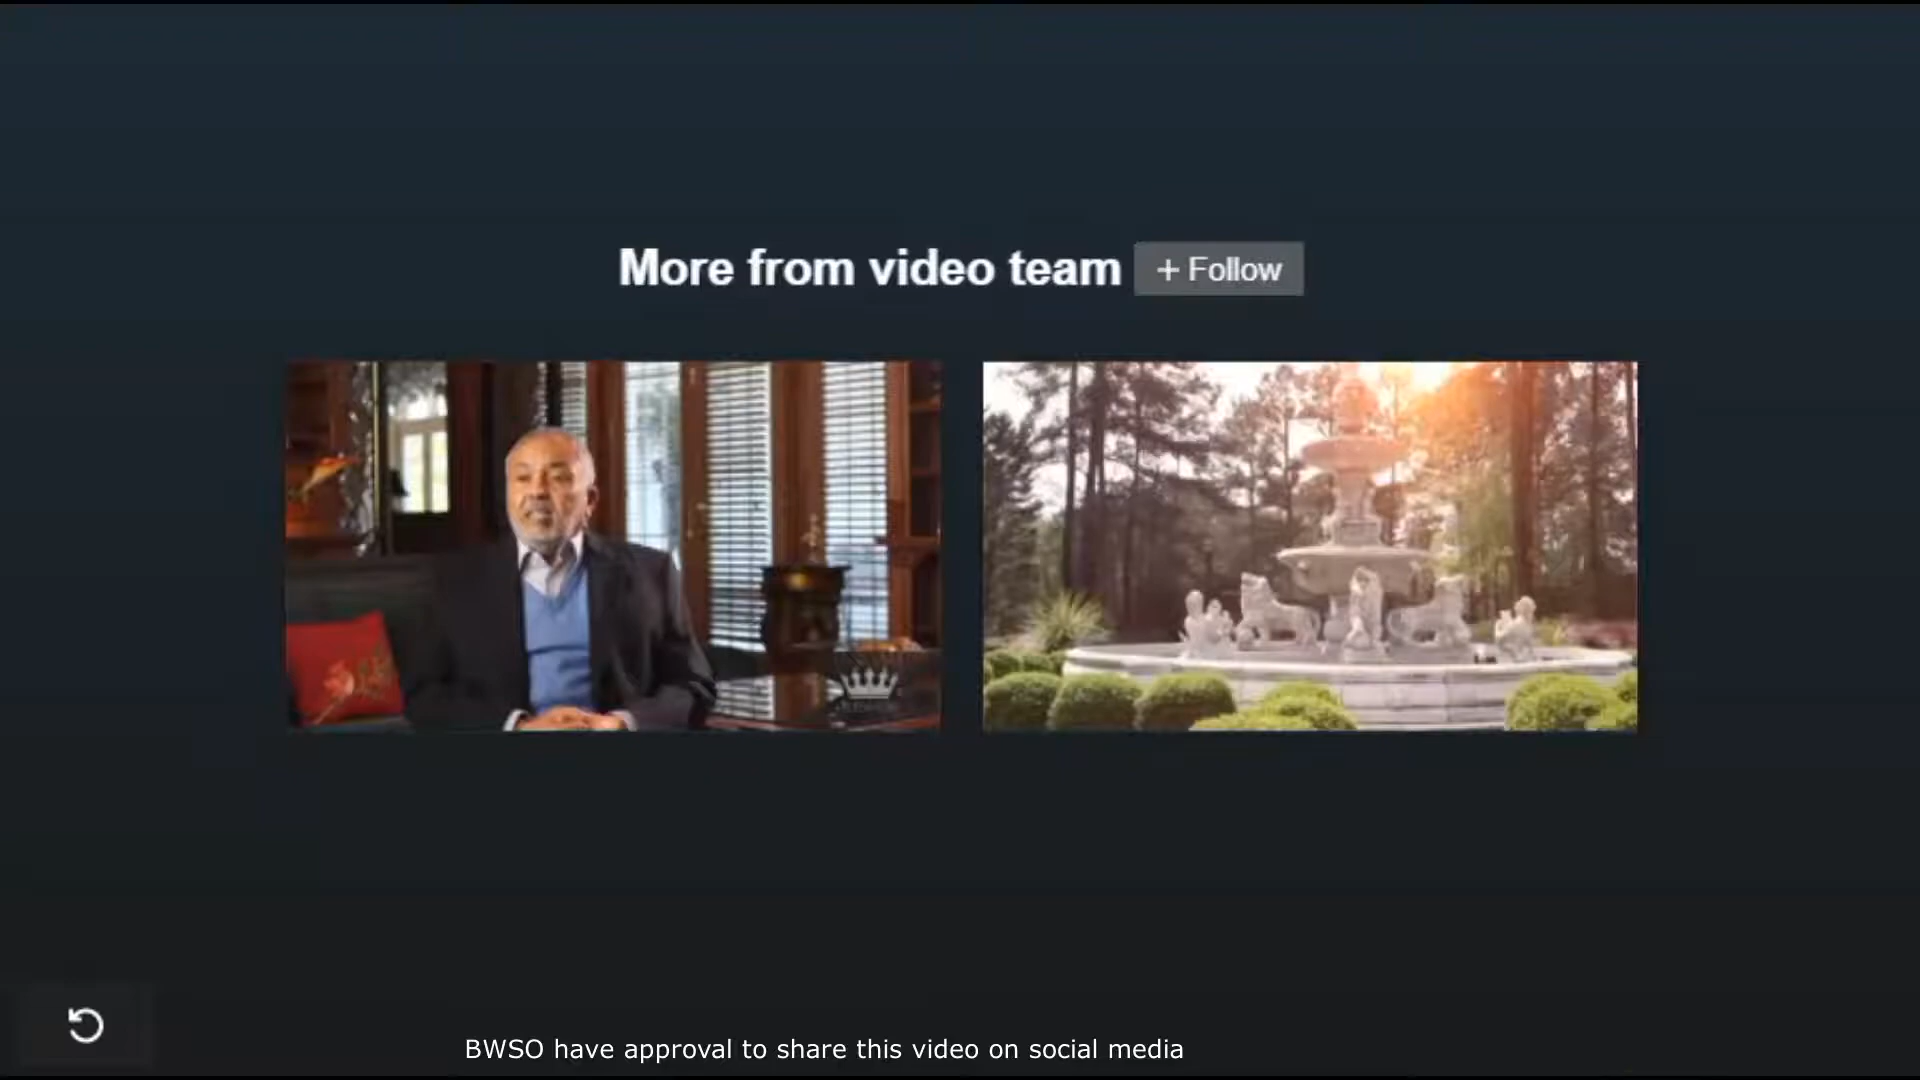 More from video team
+ Follow
BWSO have approval to share this video on social media